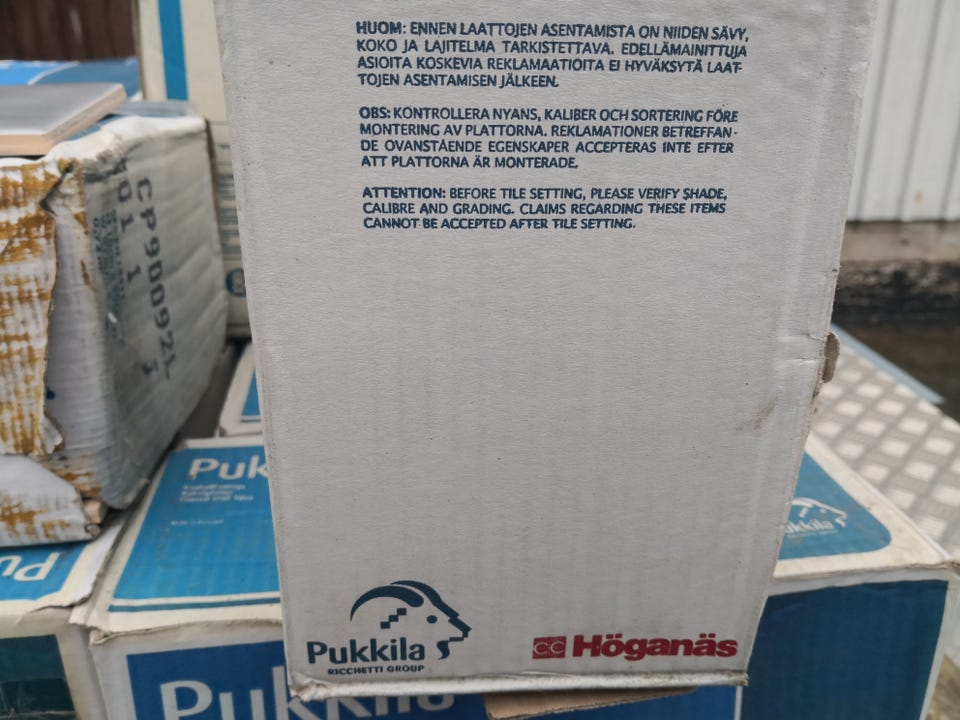 HUOM: ENNEN LAATTOJEN ASENTAMISTA ON NIIDEN SÄVY,
KOKO JA LAJITELMA TARKISTETTAVA. EDELLÄMAINITTUJA
ASIOITA KOSKEVIA REKLAMAATIOITA EI HYVÄKSYTÄ LAAT-
TOJEN ASENTAMISEN JÄLKEEN.
OBS: KONTROLLERA NYANS, KALIBER OCH SORTERING FÖRE
MONTERING AV PLATTORNA. REKLAMATIONER BETREFFAN-
DE OVANSTÅENDE EGENSKAPER ACCEPTERAS INTE EFTER
ATT PLATTORNA ÄR MONTERADE.
ATTENTION: BEFORE TILE SETTING, PLEASE VERIFY SHADE,
CALIBRE AND GRADING. CLAIMS REGARDING THESE ITEMS
CANNOT BE ACCEPTED AFTER TILE SETTING.
Pukkila
RICCHETTI GROUP
CC Höganäs
CP900921
Puk
Pukkila
Pu
Pukkila